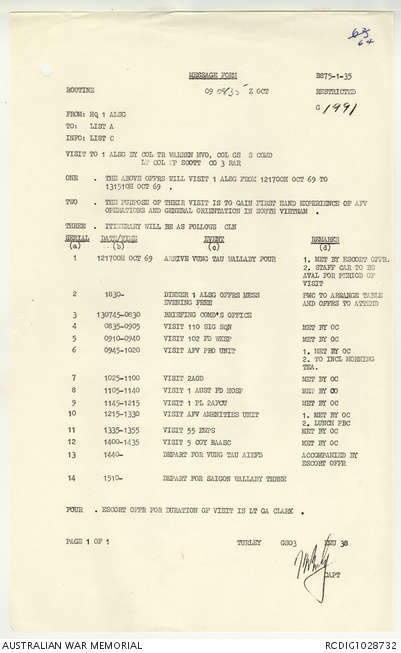 63
64
MESSAGE FORM B875-1-35
ROUTINE 09 0935 Z OCT RESTRICTED
G 1991
FROM: HQ 1 ALSG
TO: LIST A
INFO: LIST C
VISIT TO 1 ALSG BY COL TR WARREN MVO, COL GS S COMD
LT COL TP SCOTT CO 3 RAR
ONE . THE ABOVE OFFRS WILL VISIT 1 ALSG FROM 121700H OCT 69 TO
131510H OCT 69 .
TWO . THE PURPOSE OF THEIR VISIT IS TO GAIN FIRST HAND EXPERIENCE OF AFV
OPERATIONS AND GENERAL ORIENTATION IN SOUTH VIETNAM .
THREE . ITINERARY WILL BE AS FOLLOWS CLN
SERIAL DATE/TIME EVENT REMARKS
(a) (b) (c) (d)
1 121700H OCT 69 ARRIVE VUNG TAU WALLABY FOUR 1. MET BY ESCORT OFFR.
2. STAFF CAR TO BE
AVAL FOR PERIOD OF
VISIT
2 1830- DINNER 1 ALSG OFFRS MESS PMC TO ARRANGE TABLE
EVENING FREE AND OFFRS TO ATTEND
3 130745-0830 BRIEFING COMD'S OFFICE
4 0835-0905 VISIT 110 SIG SQN MET BY OC
5 0910-0940 VISIT 102 FD WKSP MET BY OC
6 0945-1020 VISIT AFV PRO UNIT 1. MET BY OC
2. TO INCL MORNING
TEA.
7 1025-1100 VISIT 2AOD MET BY OC
8 1105-1140 VISIT 1 AUST FD HOSP MET BY CO
9 1145-1215 VISIT 1 PL 2AFCU MET BY OC
10 1215-1330 VISIT AFV AMENITIES UNIT 1. MET BY OC
2. LUNCH PBC
11 1335-1355 VISIT 55 EWPS MET BY OC
12 1400-1435 VISIT 5 COY RAASC MET BY OC
13 1440- DEPART FOR VUNG TAU AIRFD ACCOMPANIED BY
ESCORT OFFR
14 1510- DEPART FOR SAIGON WALLABY THREE
FOUR . ESCORT OFFR FOR DURATION OF VISIT IS LT GA CLARK .
PAGE 1 OF 1 TURLEY GSO3 38
CAPT
AUSTRALIAN WAR MEMORIAL RCDIG1028732